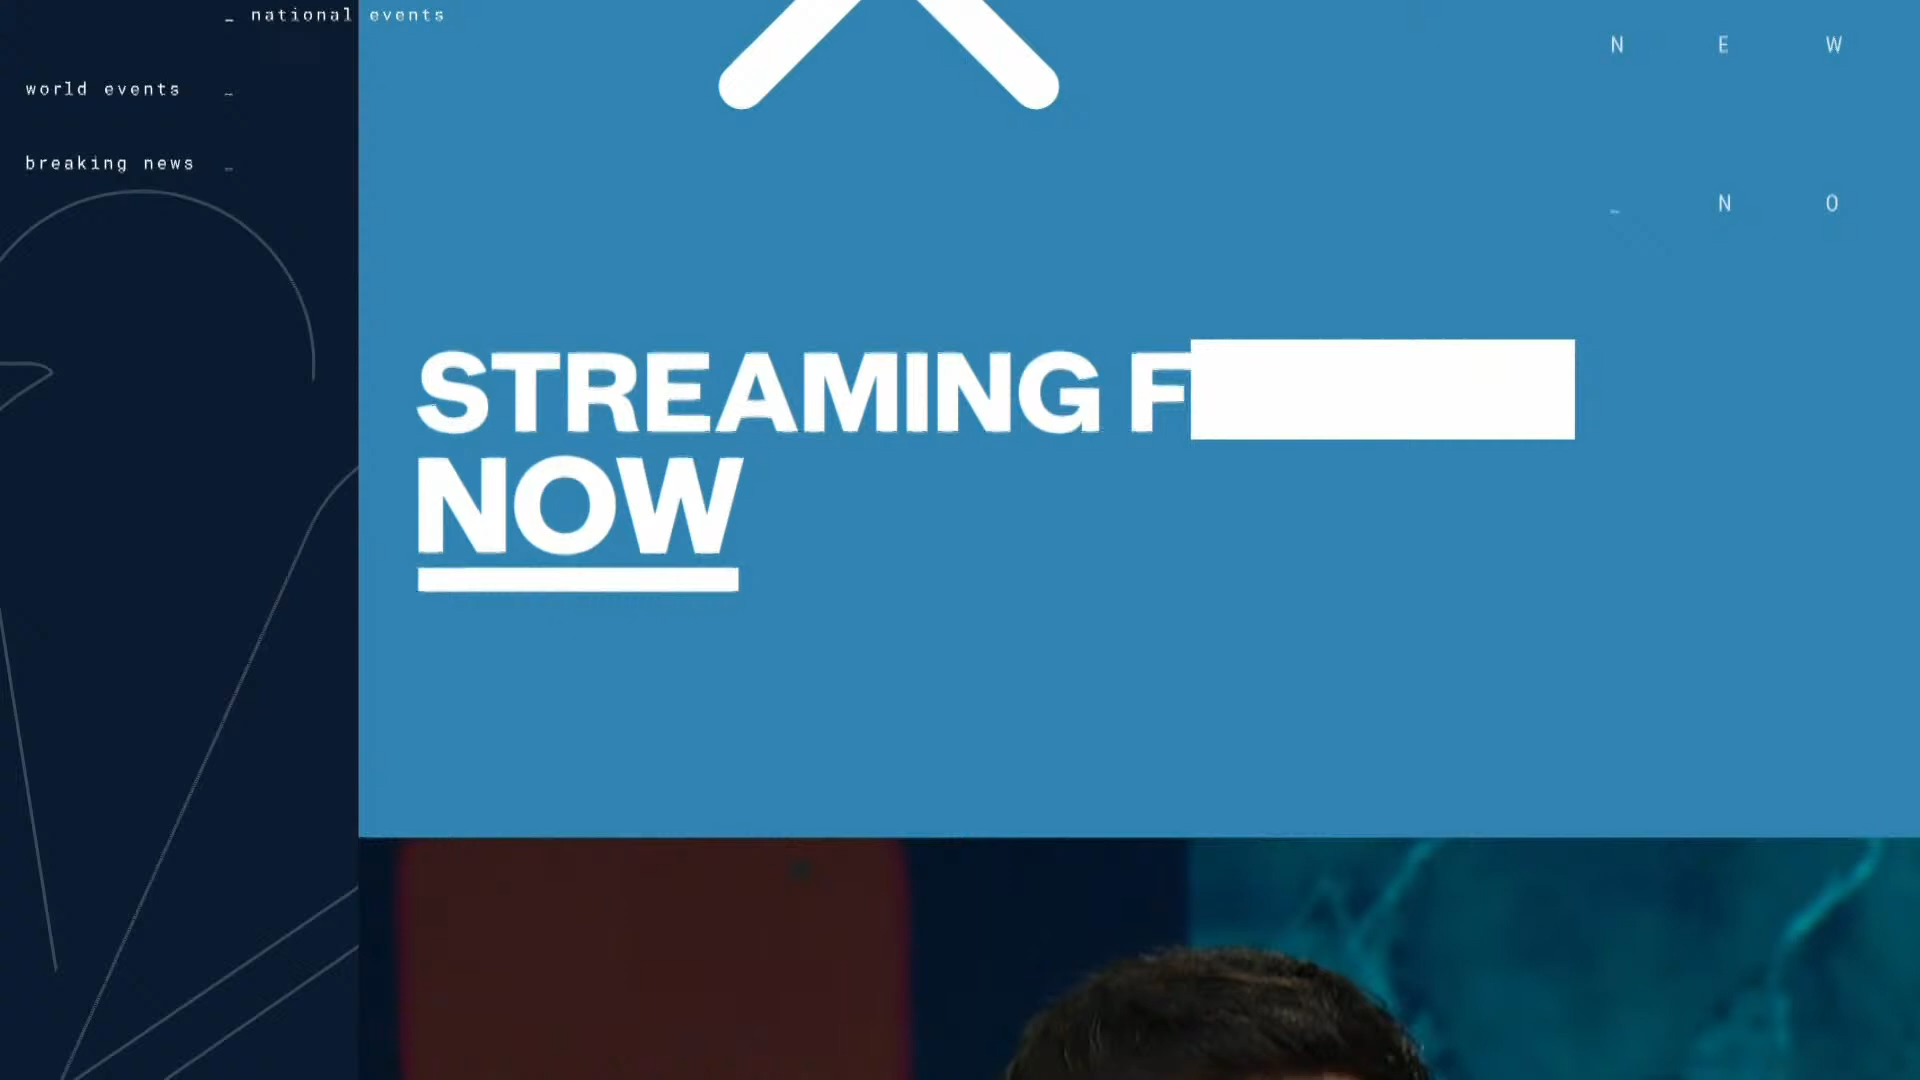 _ national events
world events _
breaking news _
N E W
_ N O
STREAMING F
NOW